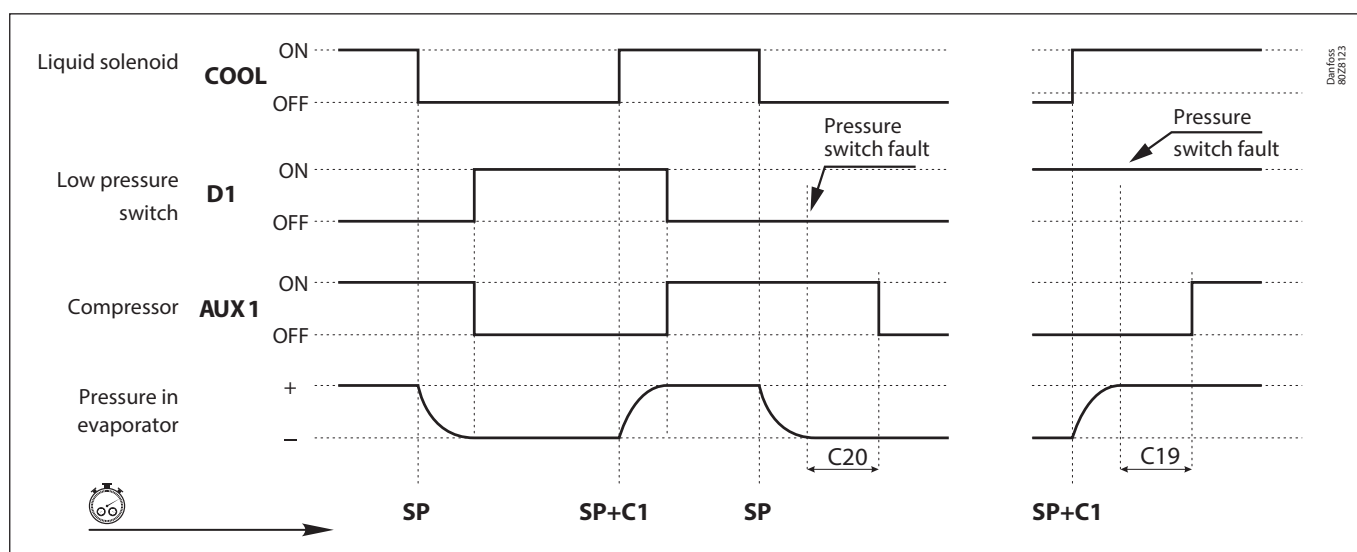 Liquid solenoid COOL ON
OFF
Danfoss
80Z8123
Pressure
switch fault
Pressure
switch fault
Low pressure
switch
D1
ON
OFF
Compressor AUX 1 ON
OFF
Pressure in
evaporator
+
–
C20
C19
SP SP+C1 SP SP+C1